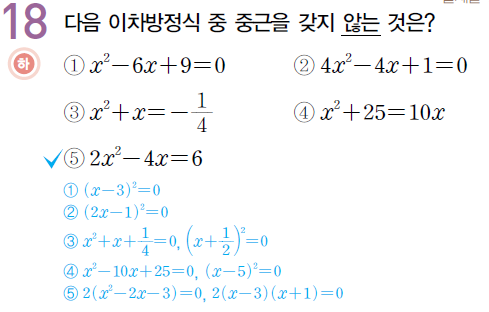 18 다음 이차방정식 중 중근을 갖지 않는 것은?
하 ① x²−6x+9=0 ② 4x²−4x+1=0
③ x²+x=−1/4 ④ x²+25=10x
✓⑤ 2x²−4x=6
① (x−3)²=0
② (2x−1)²=0
③ x²+x+1/4=0, (x+1/2)²=0
④ x²−10x+25=0, (x−5)²=0
⑤ 2(x²−2x−3)=0, 2(x−3)(x+1)=0